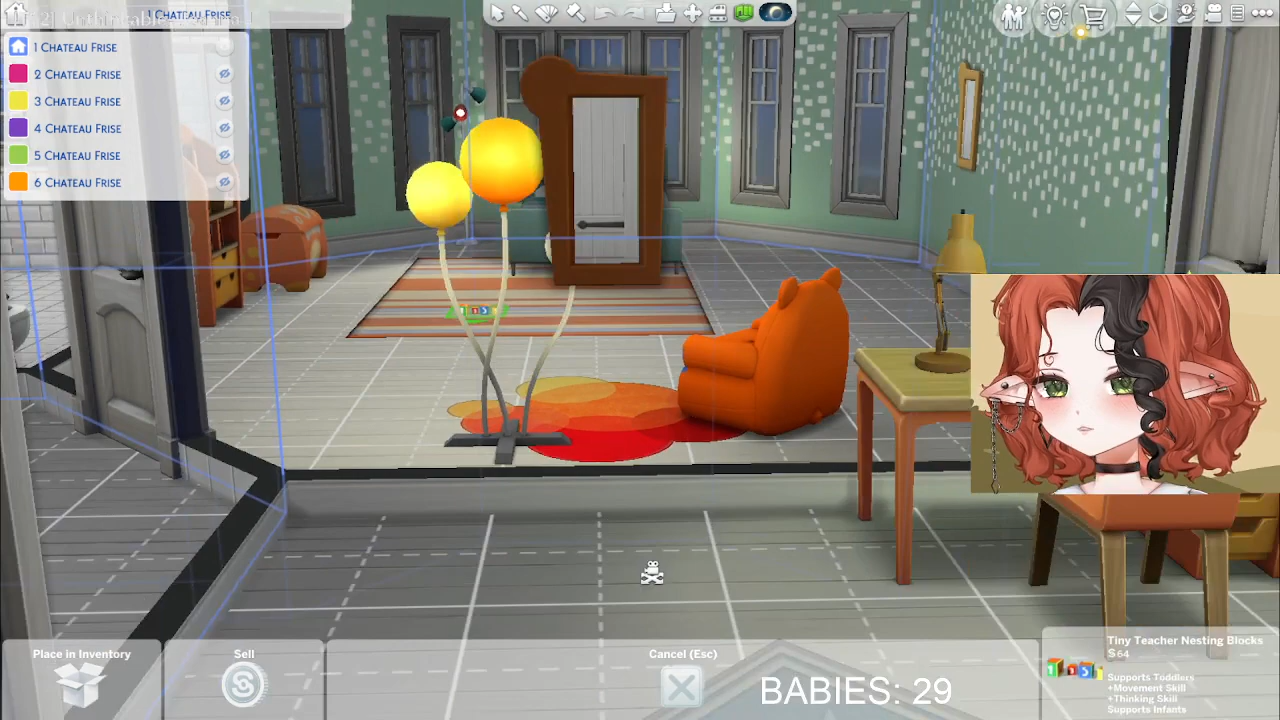 1 Chateau Frise
1 Chateau Frise
2 Chateau Frise
3 Chateau Frise
4 Chateau Frise
5 Chateau Frise
6 Chateau Frise
Place in Inventory
Sell
Cancel (Esc)
BABIES: 29
Tiny Teacher Nesting Blocks
§64
Supports Toddlers
+Movement Skill
+Thinking Skill
Supports Infants